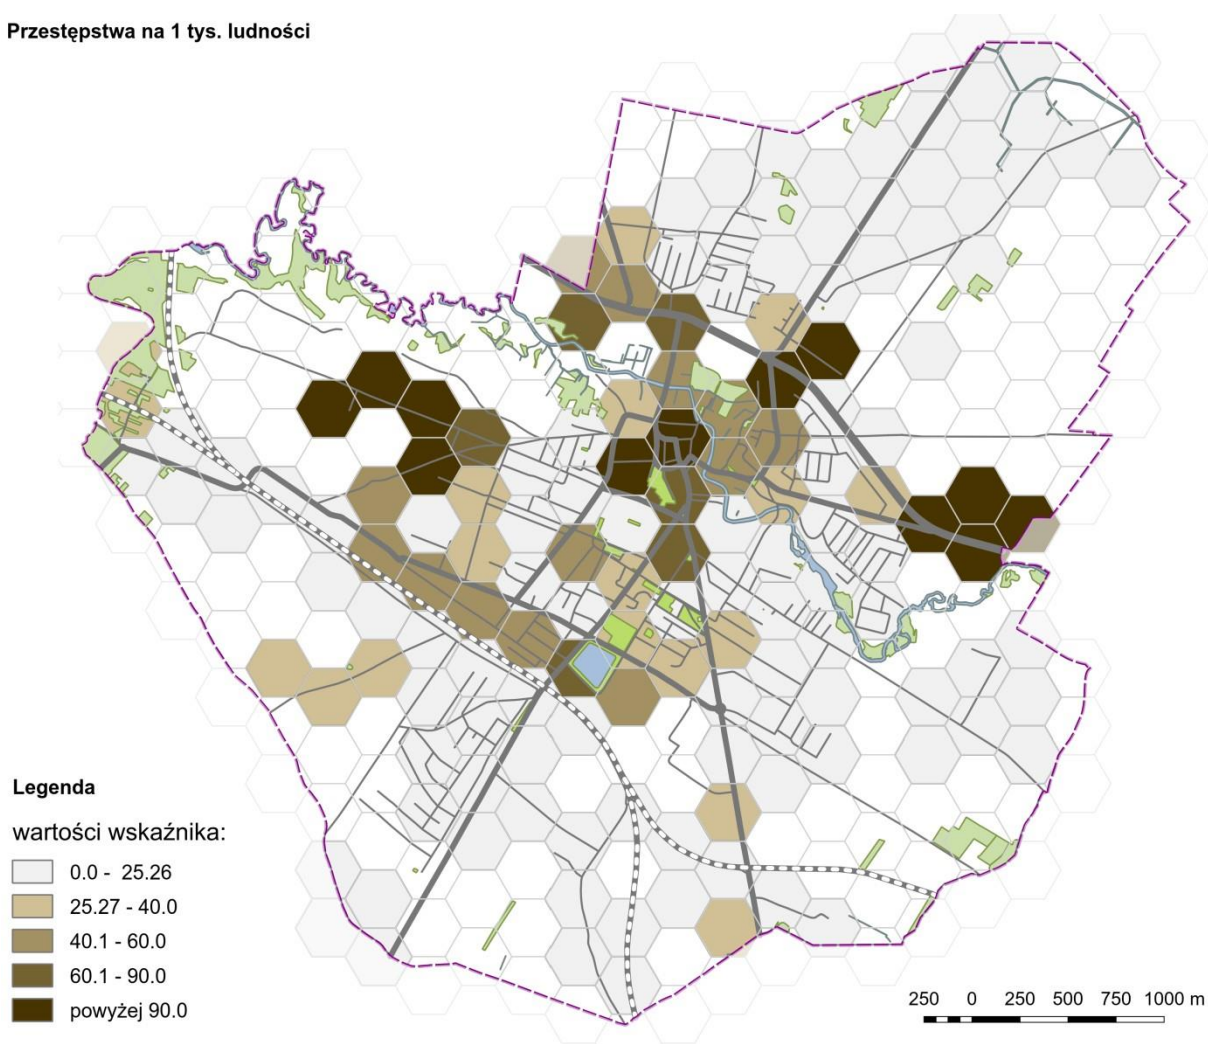 Przestępstwa na 1 tys. ludności
Legenda
wartości wskaźnika:
0.0 - 25.26
25.27 - 40.0
40.1 - 60.0
60.1 - 90.0
powyżej 90.0
250 0 250 500 750 1000 m